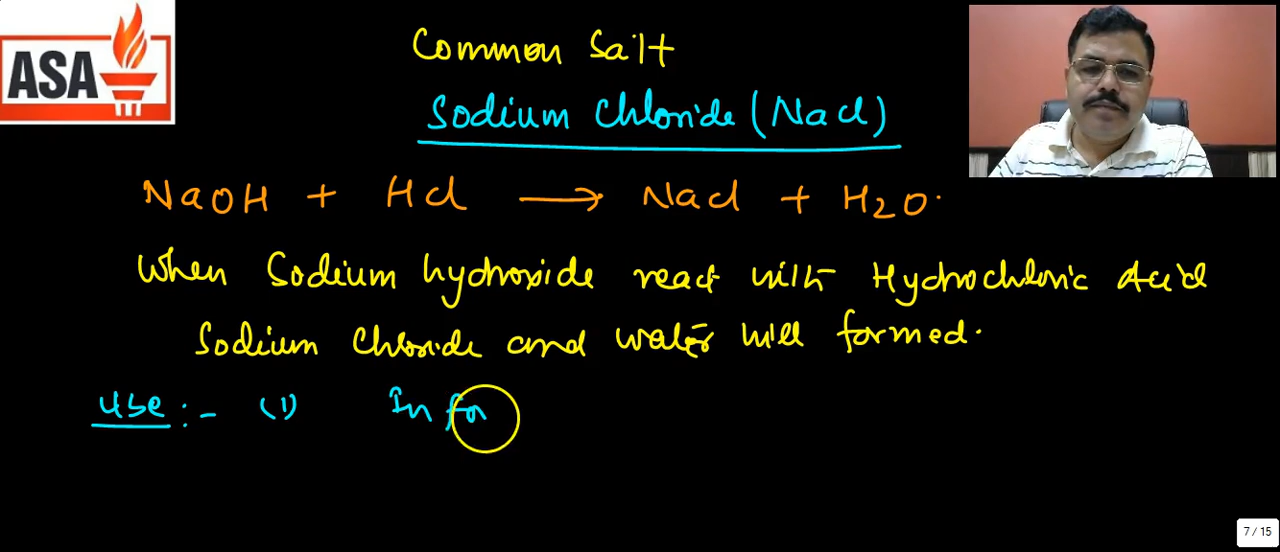 ASA
Common Salt
Sodium Chloride (NaCl)
NaOH + HCl → NaCl + H2O.
When Sodium hydroxide react with Hydrochloric Acid
Sodium Chloride and water will formed.
Use :- (1) In fo
7 / 15